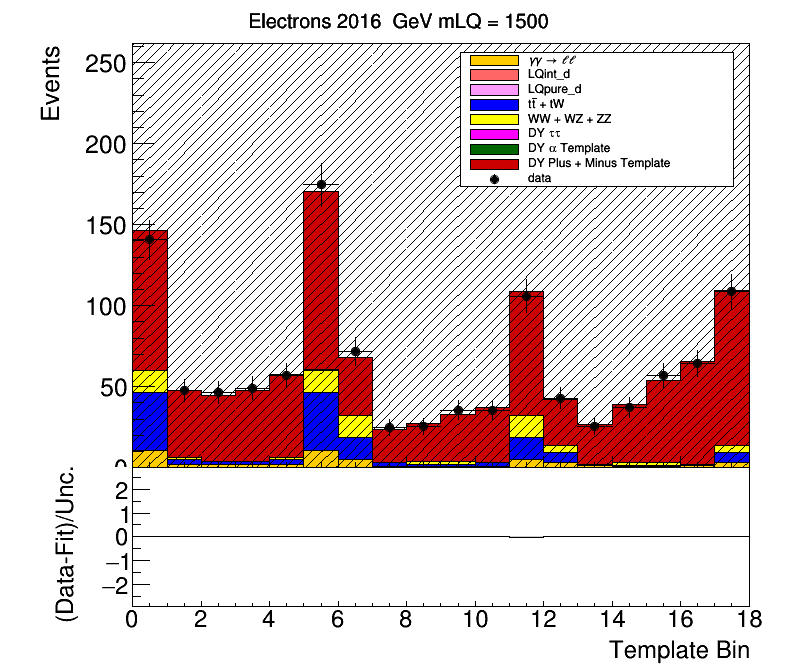 Electrons 2016 GeV mLQ = 1500
Events
250
200
150
100
50
0
γγ → ℓℓ
LQint_d
LQpure_d
tt̅ + tW
WW + WZ + ZZ
DY ττ
DY α Template
DY Plus + Minus Template
data
(Data-Fit)/Unc.
2
1
0
−1
−2
0 2 4 6 8 10 12 14 16 18
Template Bin